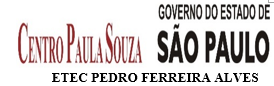 CENTRO PAULA SOUZA
GOVERNO DO ESTADO DE
SÃO PAULO
ETEC PEDRO FERREIRA ALVES